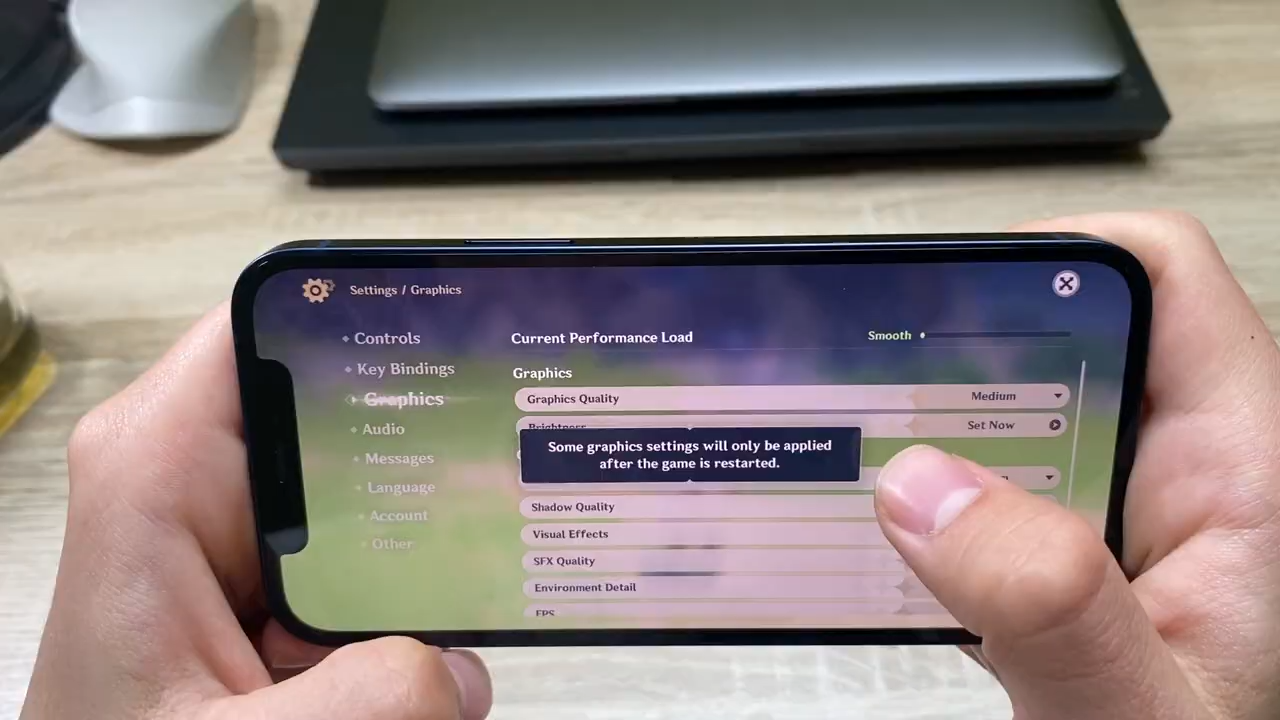 Settings / Graphics
Controls
Key Bindings
Graphics
Audio
Messages
Language
Account
Other
Current Performance Load
Smooth
Graphics
Graphics Quality
Medium
Brightness
Set Now
Some graphics settings will only be applied
after the game is restarted.
Shadow Quality
Visual Effects
SFX Quality
Environment Detail
FPS